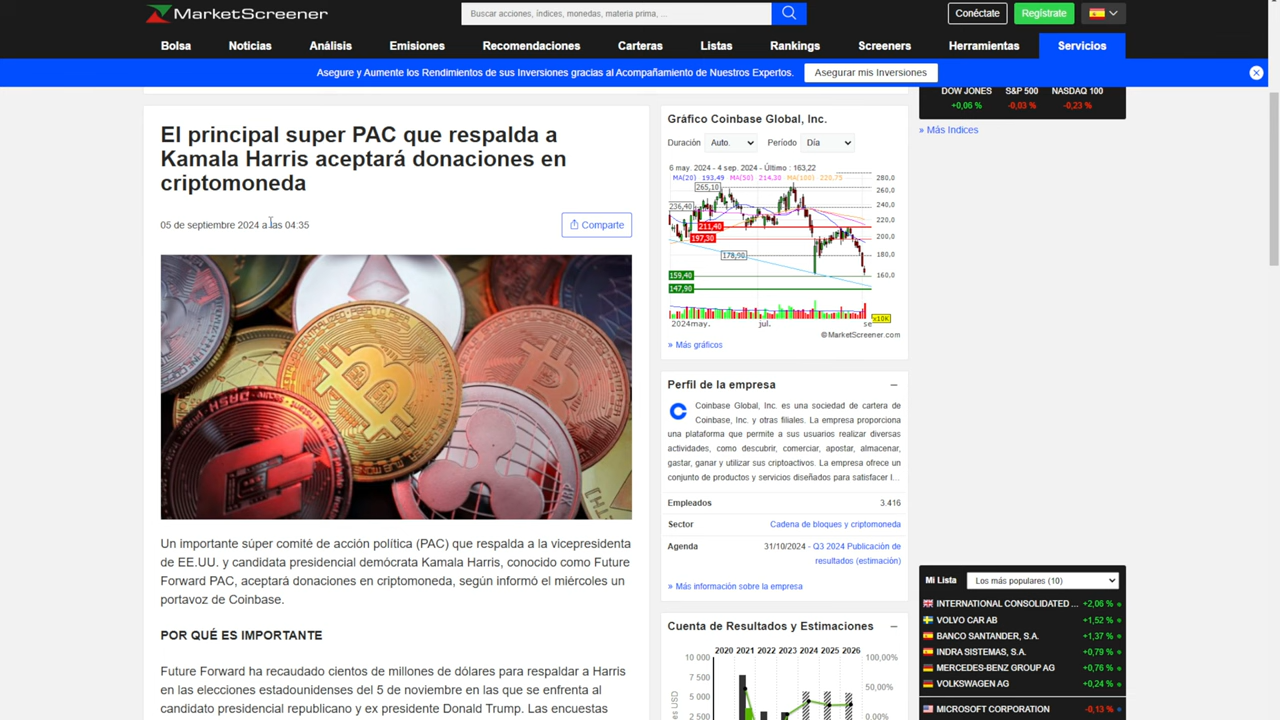 MarketScreener
Buscar acciones, índices, monedas, materia prima, ...
Conéctate
Regístrate
Bolsa Noticias Análisis Emisiones Recomendaciones Carteras Listas Rankings Screeners Herramientas Servicios
Asegure y Aumente los Rendimientos de sus Inversiones gracias al Acompañamiento de Nuestros Expertos.
Asegurar mis Inversiones
El principal super PAC que respalda a
Kamala Harris aceptará donaciones en
criptomoneda
05 de septiembre 2024 a las 04:35
Comparte
Un importante súper comité de acción política (PAC) que respalda a la vicepresidenta
de EE.UU. y candidata presidencial demócrata Kamala Harris, conocido como Future
Forward PAC, aceptará donaciones en criptomoneda, según informó el miércoles un
portavoz de Coinbase.
POR QUÉ ES IMPORTANTE
Future Forward ha recaudado cientos de millones de dólares para respaldar a Harris
en las elecciones estadounidenses del 5 de noviembre en las que se enfrenta al
candidato presidencial republicano y ex presidente Donald Trump. Las encuestas
Gráfico Coinbase Global, Inc.
Duración Auto. Período Día
6 may. 2024 - 4 sep. 2024 - Último : 163,22
MA(20) 193,49 MA(50) 214,30 MA(100) 220,75
280,0
265,10
260,0
236,40
240,0
220,0
211,40
197,30
200,0
178,90
180,0
159,40
160,0
147,90
x10K
2024may. jul. se
©MarketScreener.com
» Más gráficos
Perfil de la empresa
Coinbase Global, Inc. es una sociedad de cartera de
Coinbase, Inc. y otras filiales. La empresa proporciona
una plataforma que permite a sus usuarios realizar diversas
actividades, como descubrir, comerciar, apostar, almacenar,
gastar, ganar y utilizar sus criptoactivos. La empresa ofrece un
conjunto de productos y servicios diseñados para satisfacer l...
Empleados 3.416
Sector Cadena de bloques y criptomoneda
Agenda 31/10/2024 - Q3 2024 Publicación de
resultados (estimación)
» Más información sobre la empresa
Cuenta de Resultados y Estimaciones
2020 2021 2022 2023 2024 2025 2026
10 000 100,00%
7 500
50,00%
5 000
2 500 0.00%
USD
DOW JONES S&P 500 NASDAQ 100
+0,06 % -0,03 % -0,23 %
» Más Indices
Mi Lista Los más populares (10)
INTERNATIONAL CONSOLIDATED ... +2,06 %
VOLVO CAR AB +1,52 %
BANCO SANTANDER, S.A. +1,37 %
INDRA SISTEMAS, S.A. +0,79 %
MERCEDES-BENZ GROUP AG +0,76 %
VOLKSWAGEN AG +0,24 %
MICROSOFT CORPORATION -0,13 %